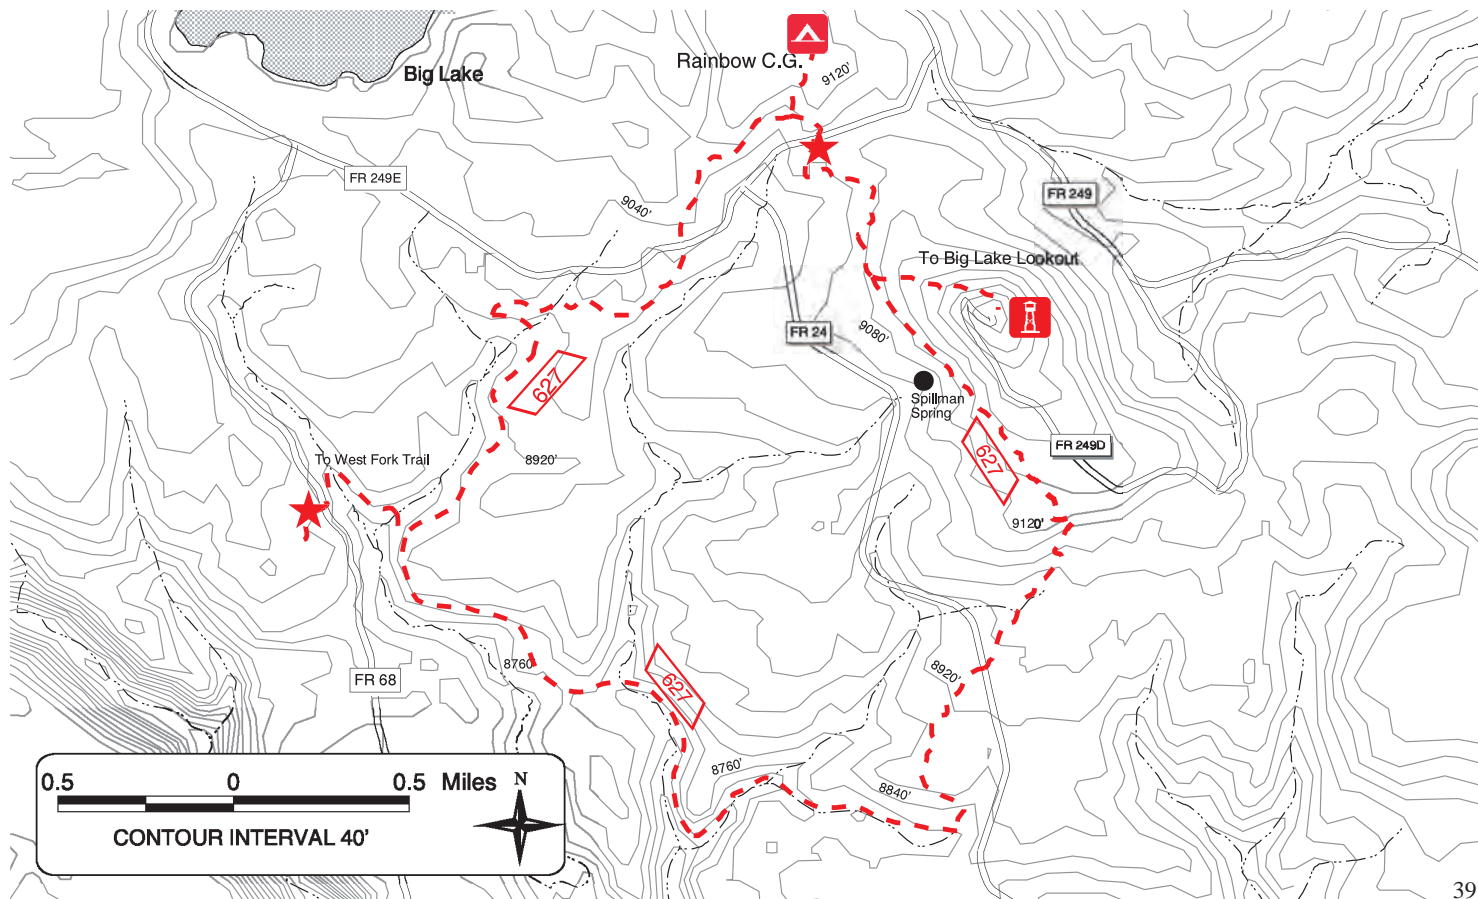 Big Lake
Rainbow C.G.
9120'
FR 249E
FR 249
9040'
To Big Lake Lookout
FR 24
9080'
Spillman
Spring
627
FR 249D
To West Fork Trail
8920'
627
9120'
8760'
FR 68
627
8920'
8760'
8840'
0.5 0 0.5 Miles
N
CONTOUR INTERVAL 40'
39